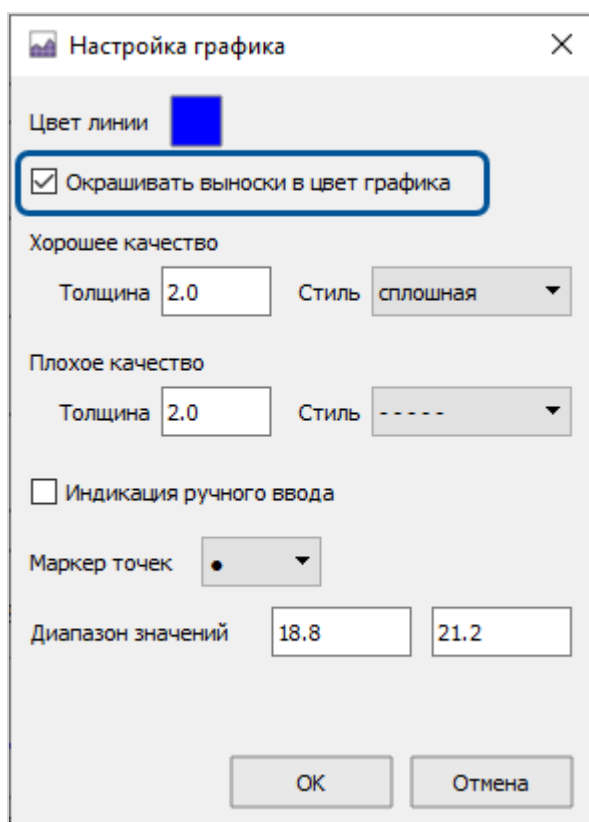 Настройка графика
Цвет линии
Окрашивать выноски в цвет графика
Хорошее качество
Толщина 2.0 Стиль сплошная
Плохое качество
Толщина 2.0 Стиль - - - - -
Индикация ручного ввода
Маркер точек ●
Диапазон значений 18.8 21.2
OK Отмена